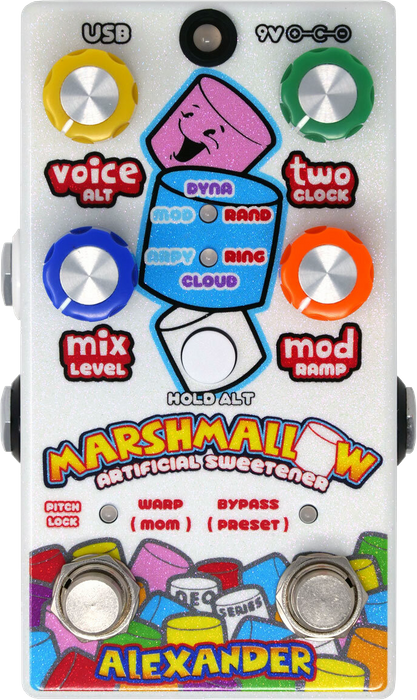 USB
9V
voice
ALT
two
CLOCK
DYNA
MOD RAND
ARPY RING
CLOUD
mix
LEVEL
mod
RAMP
HOLD ALT
MARSHMALLOW
ARTIFICIAL SWEETENER
PITCH
LOCK
WARP
(mom)
BYPASS
(PRESET)
NEO
SERIES
ALEXANDER